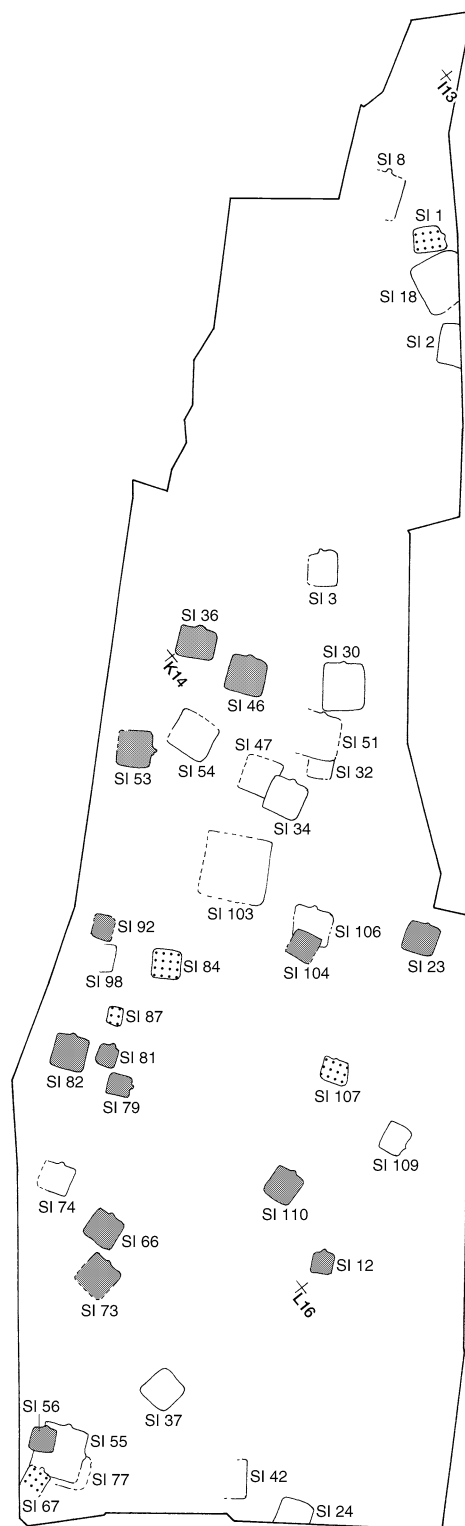 I13
SI 8
SI 1
SI 18
SI 2
SI 3
SI 36
SI 30
K14
SI 46
SI 51
SI 47
SI 54
SI 53
SI 32
SI 34
SI 103
SI 92
SI 106
SI 104
SI 23
SI 98
SI 84
SI 87
SI 81
SI 82
SI 79
SI 107
SI 109
SI 74
SI 110
SI 66
SI 12
SI 73
L16
SI 56
SI 37
SI 55
SI 77
SI 42
SI 67
SI 24